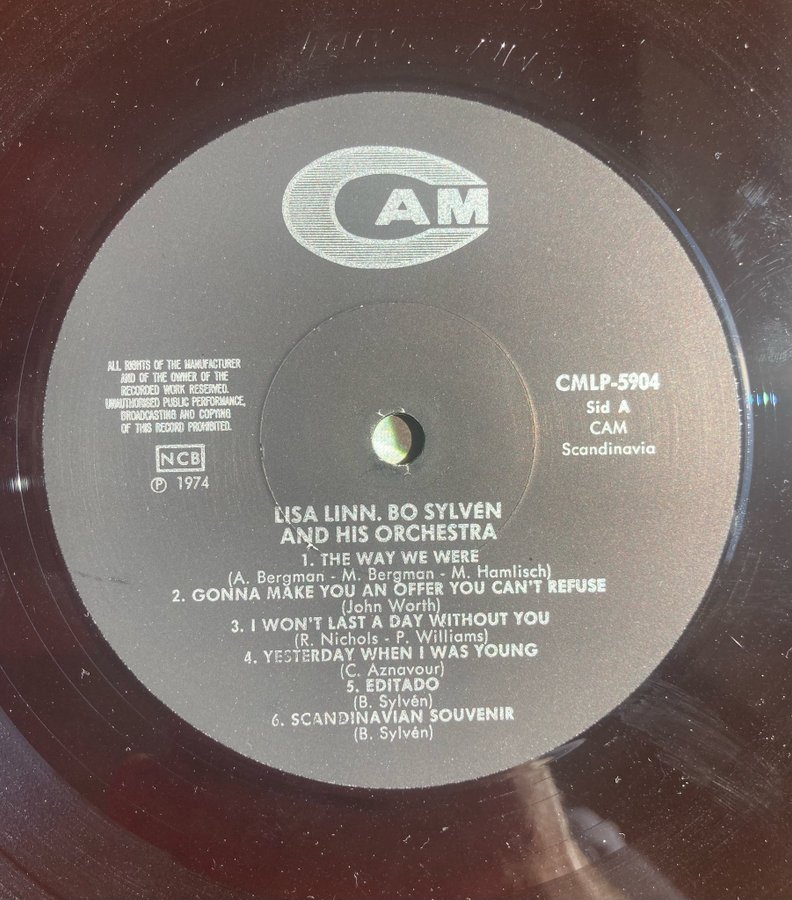 CAM
ALL RIGHTS OF THE MANUFACTURER
AND OF THE OWNER OF THE
RECORDED WORK RESERVED.
UNAUTHORISED PUBLIC PERFORMANCE,
BROADCASTING AND COPYING
OF THIS RECORD PROHIBITED.
NCB
℗ 1974
CMLP-5904
Sid A
CAM
Scandinavia
LISA LINN. BO SYLVÉN
AND HIS ORCHESTRA
1. THE WAY WE WERE
(A. Bergman - M. Bergman - M. Hamlisch)
2. GONNA MAKE YOU AN OFFER YOU CAN'T REFUSE
(John Worth)
3. I WON'T LAST A DAY WITHOUT YOU
(R. Nichols - P. Williams)
4. YESTERDAY WHEN I WAS YOUNG
(C. Aznavour)
5. EDITADO
(B. Sylvén)
6. SCANDINAVIAN SOUVENIR
(B. Sylvén)